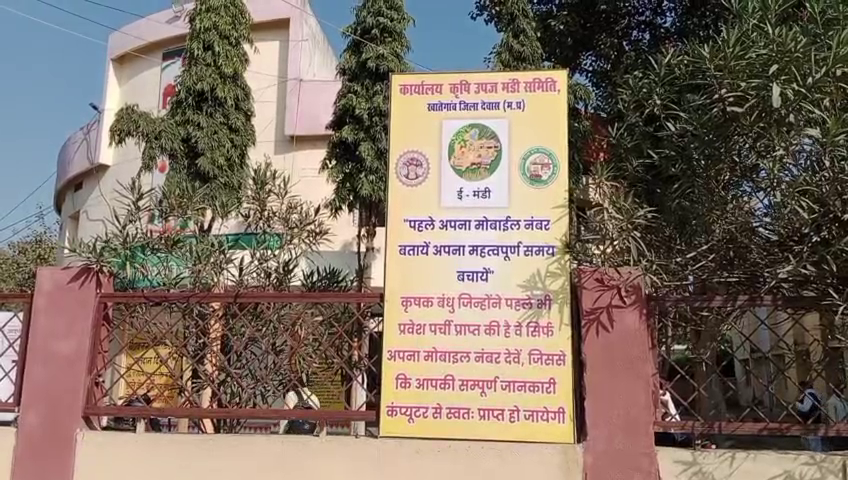 कार्यालय कृषि उपज मंडी समिति,
खातेगांव जिला देवास (म.प्र)
ई - मंडी
"पहले अपना मोबाईल नंबर
बतायें अपना महत्वपूर्ण समय
बचायें"
कृषक बंधु जिन्होंने पहले भी
प्रवेश पर्ची प्राप्त की है वे सिर्फ
अपना मोबाइल नंबर देवें, जिससे
कि आपकी सम्पूर्ण जानकारी
कंप्यूटर से स्वतः प्राप्त हो जायेगी